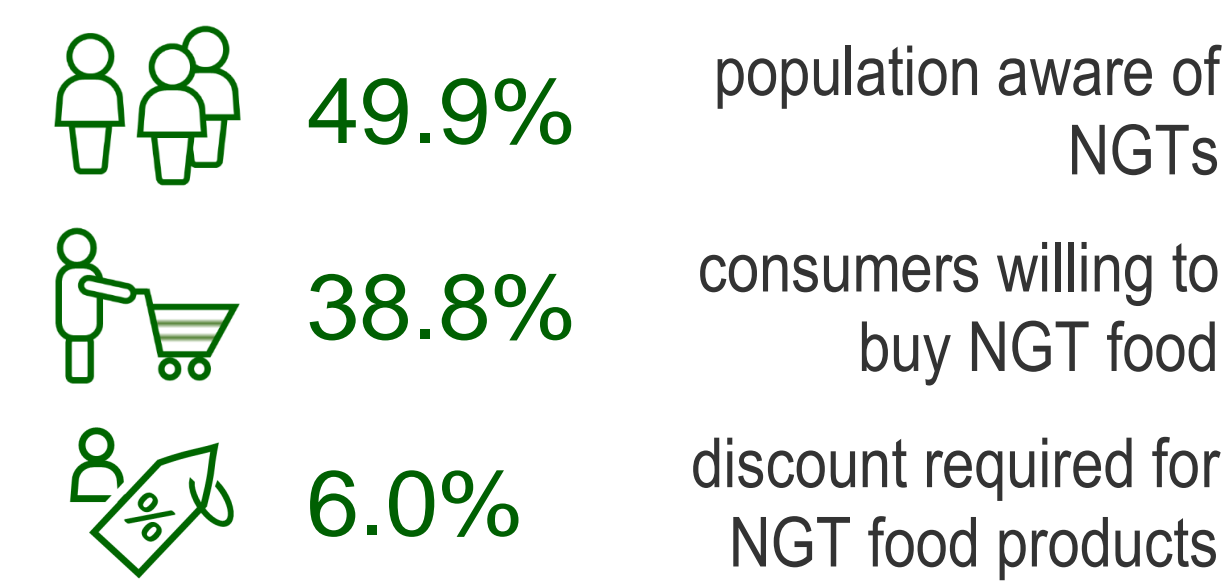 49.9%
population aware of
NGTs
38.8%
consumers willing to
buy NGT food
%
6.0%
discount required for
NGT food products